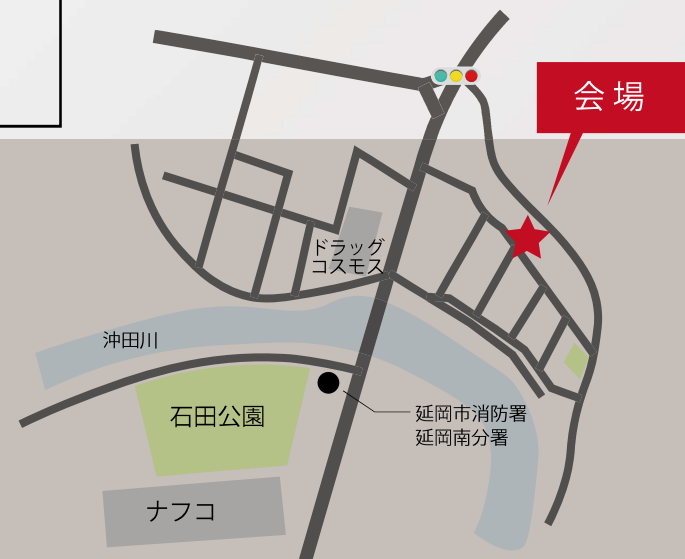 会場
ドラッグ
コスモス
沖田川
石田公園
延岡市消防署
延岡南分署
ナフコ